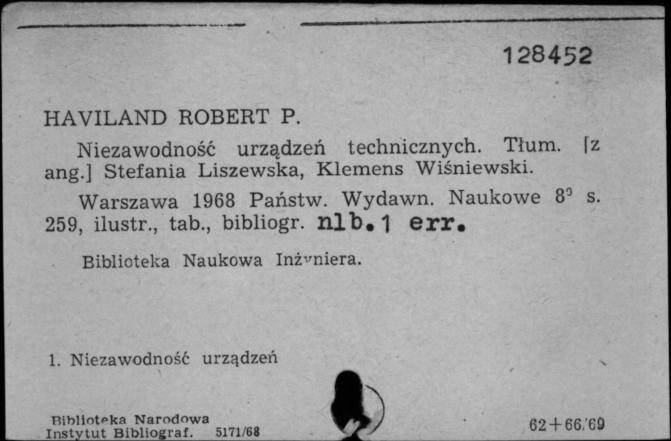 128452
HAVILAND ROBERT P.
Niezawodność urządzeń technicznych. Tłum. [z
ang.] Stefania Liszewska, Klemens Wiśniewski.
Warszawa 1968 Państw. Wydawn. Naukowe 8⁰ s.
259, ilustr., tab., bibliogr. nlb.1 err.
Biblioteka Naukowa Inżyniera.
1. Niezawodność urządzeń
Biblioteka Narodowa
Instytut Bibliograf. 5171/68
62+66/69